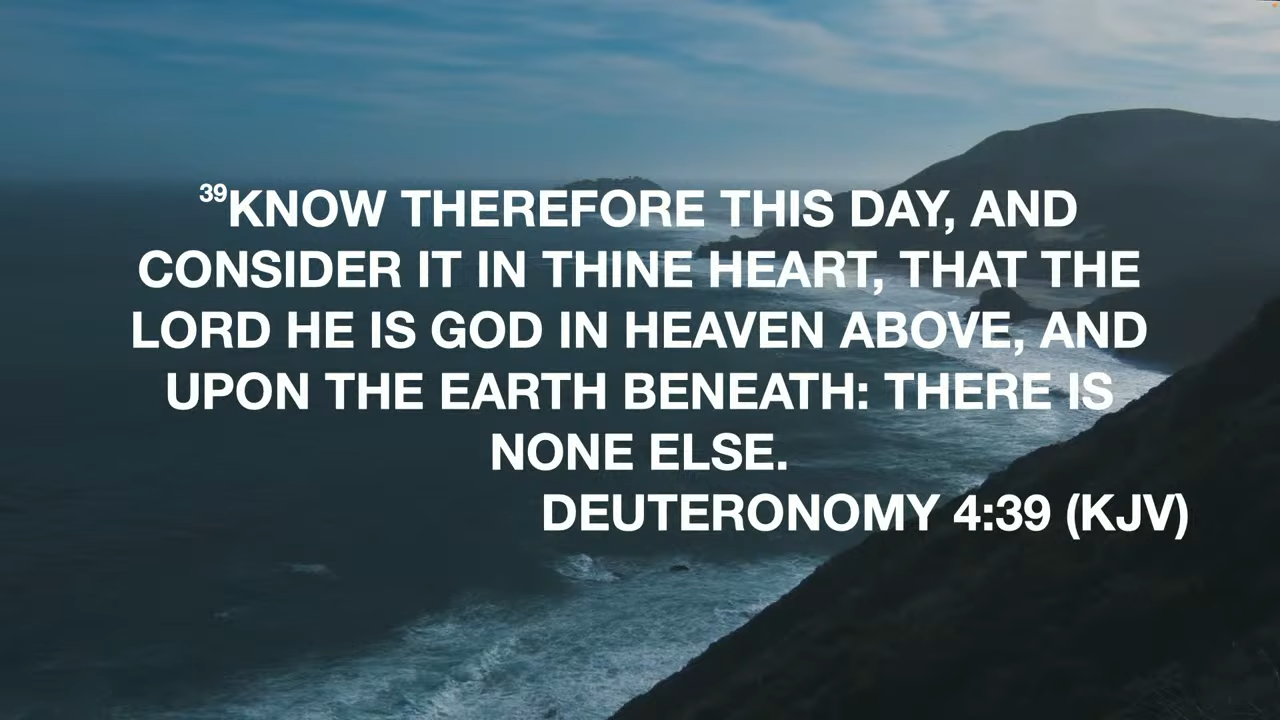 39KNOW THEREFORE THIS DAY, AND
CONSIDER IT IN THINE HEART, THAT THE
LORD HE IS GOD IN HEAVEN ABOVE, AND
UPON THE EARTH BENEATH: THERE IS
NONE ELSE.
DEUTERONOMY 4:39 (KJV)